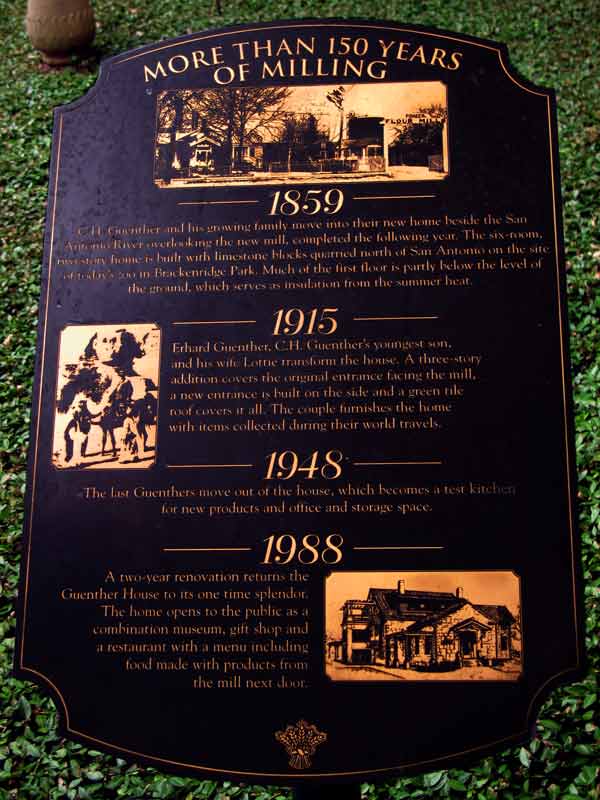 MORE THAN 150 YEARS
OF MILLING
PIONEER
FLOUR MILLS
1859
C.H. Guenther and his growing family move into their new home beside the San
Antonio River overlooking the new mill, completed the following year. The six-room,
two-story home is built with limestone blocks quarried north of San Antonio on the site
of today's zoo in Brackenridge Park. Much of the first floor is partly below the level of
the ground, which serves as insulation from the summer heat.
1915
Erhard Guenther, C.H. Guenther's youngest son,
and his wife Lottie transform the house. A three-story
addition covers the original entrance facing the mill,
a new entrance is built on the side and a green tile
roof covers it all. The couple furnishes the home
with items collected during their world travels.
1948
The last Guenthers move out of the house, which becomes a test kitchen
for new products and office and storage space.
1988
A two-year renovation returns the
Guenther House to its one time splendor.
The home opens to the public as a
combination museum, gift shop and
a restaurant with a menu including
food made with products from
the mill next door.